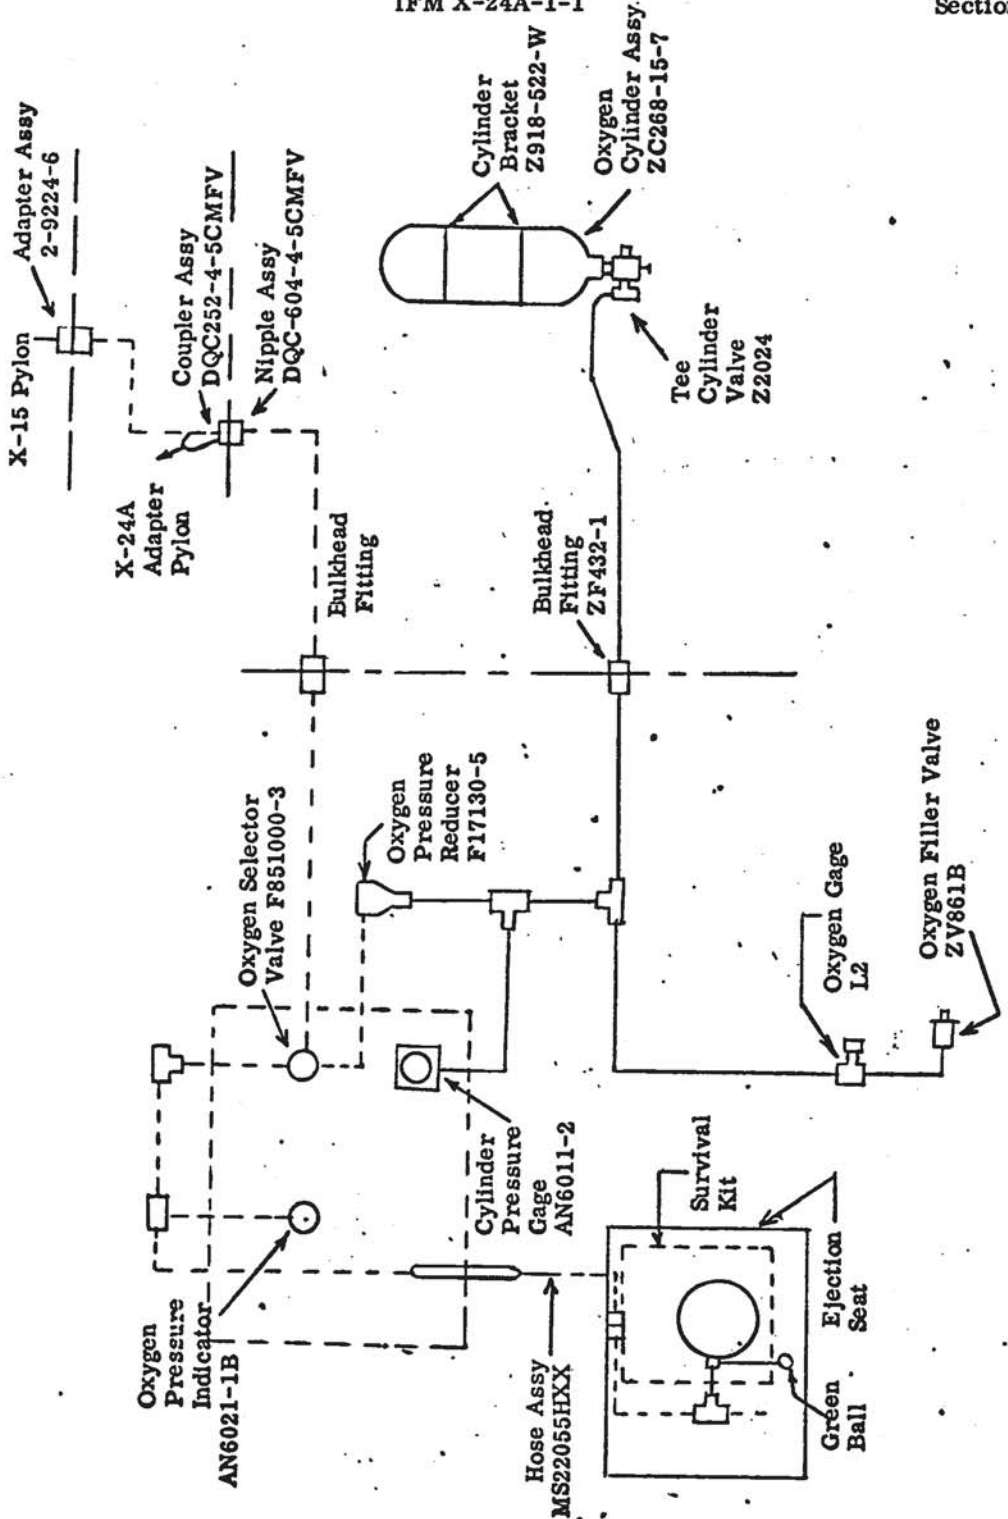 IFM X-24A-1-1
Section
X-15 Pylon
Adapter Assy
2-9224-6
Coupler Assy
DQC252-4-5CMFV
X-24A
Adapter
Pylon
Nipple Assy
DQC-604-4-5CMFV
Bulkhead
Fitting
Cylinder
Bracket
Z918-522-W
Oxygen
Cylinder Assy.
ZC268-15-7
Tee
Cylinder
Valve
Z2024
Bulkhead
Fitting
ZF432-1
Oxygen Selector
Valve F851000-3
Oxygen
Pressure
Reducer
F17130-5
Oxygen Gage
L2
Oxygen Filler Valve
ZV861B
Cylinder
Pressure
Gage
AN6011-2
Oxygen
Pressure
Indicator
AN6021-1B
Hose Assy
MS22055HXX
Survival
Kit
Ejection
Seat
Green
Ball